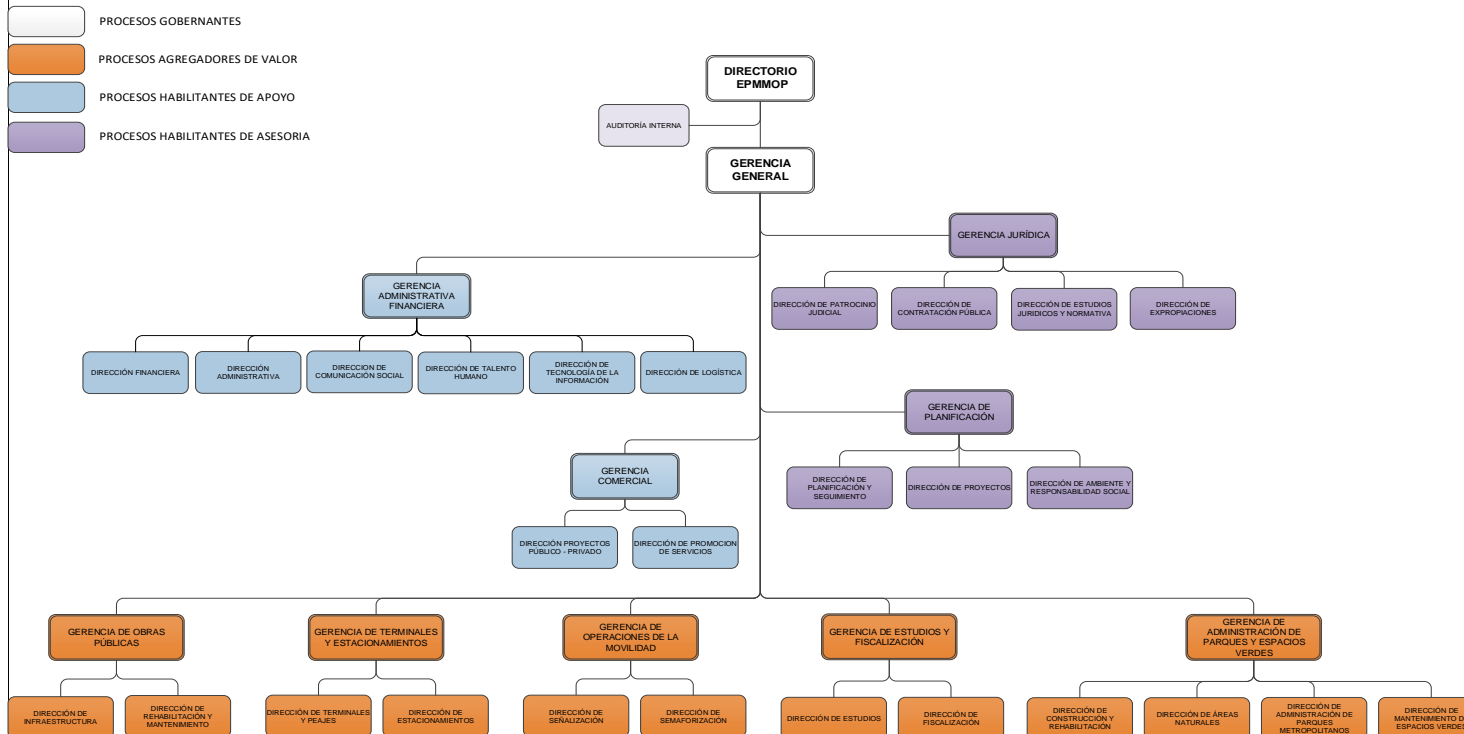 PROCESOS GOBERNANTES
PROCESOS AGREGADORES DE VALOR
PROCESOS HABILITANTES DE APOYO
PROCESOS HABILITANTES DE ASESORIA
DIRECTORIO
EPMMOP
AUDITORÍA INTERNA
GERENCIA
GENERAL
GERENCIA JURÍDICA
DIRECCIÓN DE PATROCINIO
JUDICIAL
DIRECCIÓN DE
CONTRATACIÓN PÚBLICA
DIRECCIÓN DE ESTUDIOS
JURIDICOS Y NORMATIVA
DIRECCIÓN DE
EXPROPIACIONES
GERENCIA
ADMINISTRATIVA
FINANCIERA
DIRECCIÓN FINANCIERA
DIRECCIÓN
ADMINISTRATIVA
DIRECCION DE
COMUNICACIÓN SOCIAL
DIRECCIÓN DE TALENTO
HUMANO
DIRECCIÓN DE
TECNOLOGÍA DE LA
INFORMACIÓN
DIRECCIÓN DE LOGÍSTICA
GERENCIA DE
PLANIFICACIÓN
DIRECCIÓN DE
PLANIFICACIÓN Y
SEGUIMIENTO
DIRECCIÓN DE PROYECTOS
DIRECCIÓN DE AMBIENTE Y
RESPONSABILIDAD SOCIAL
GERENCIA
COMERCIAL
DIRECCIÓN PROYECTOS
PÚBLICO - PRIVADO
DIRECCIÓN DE PROMOCION
DE SERVICIOS
GERENCIA DE OBRAS
PÚBLICAS
DIRECCIÓN DE
INFRAESTRUCTURA
DIRECCIÓN DE
REHABILITACIÓN Y
MANTENIMIENTO
GERENCIA DE TERMINALES
Y ESTACIONAMIENTOS
DIRECCIÓN DE TERMINALES
Y PEAJES
DIRECCIÓN DE
ESTACIONAMIENTOS
GERENCIA DE
OPERACIONES DE LA
MOVILIDAD
DIRECCIÓN DE
SEÑALIZACIÓN
DIRECCIÓN DE
SEMAFORIZACIÓN
GERENCIA DE ESTUDIOS Y
FISCALIZACIÓN
DIRECCIÓN DE ESTUDIOS
DIRECCIÓN DE
FISCALIZACIÓN
GERENCIA DE
ADMINISTRACIÓN DE
PARQUES Y ESPACIOS
VERDES
DIRECCIÓN DE
CONSTRUCCIÓN Y
REHABILITACIÓN
DIRECCIÓN DE ÁREAS
NATURALES
DIRECCIÓN DE
ADMINISTRACIÓN DE
PARQUES
METROPOLITANOS
DIRECCIÓN DE
MANTENIMIENTO DE
ESPACIOS VERDES